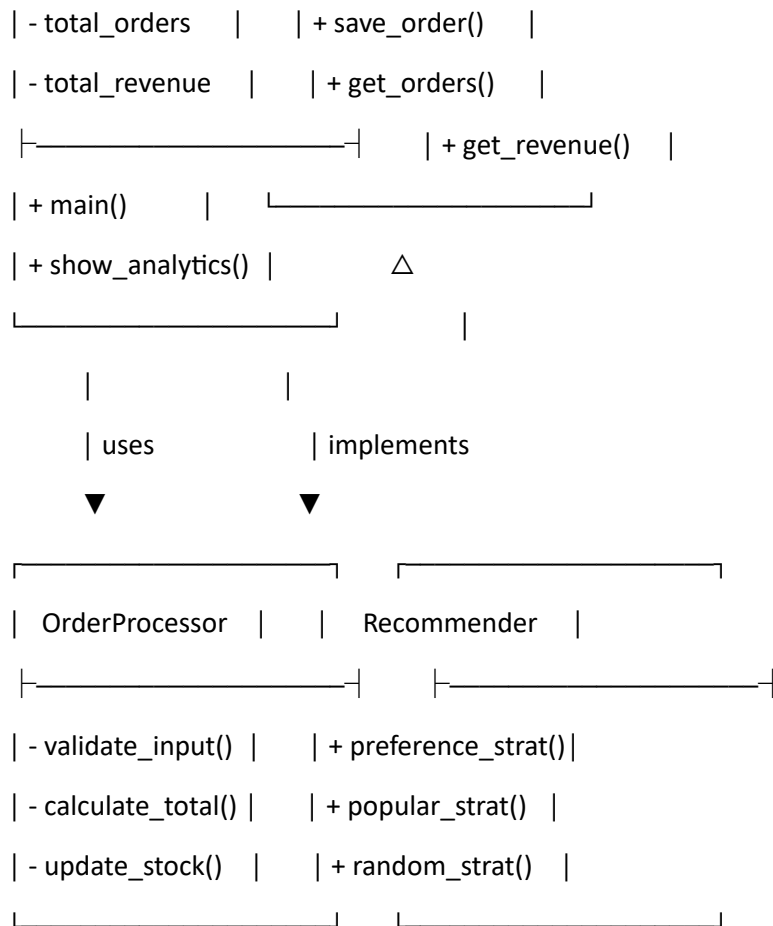 | - total_orders | | + save_order() |
| - total_revenue | | + get_orders() |
├─────────────────────┤ | + get_revenue() |
| + main() | └─────────────────────┘
| + show_analytics() | △
└─────────────────────┘ |
| |
| uses | implements
▼ ▼
┌─────────────────────┐ ┌─────────────────────┐
| OrderProcessor | | Recommender |
├─────────────────────┤ ├─────────────────────┤
| - validate_input() | | + preference_strat()|
| - calculate_total() | | + popular_strat() |
| - update_stock() | | + random_strat() |
└─────────────────────┘ └─────────────────────┘